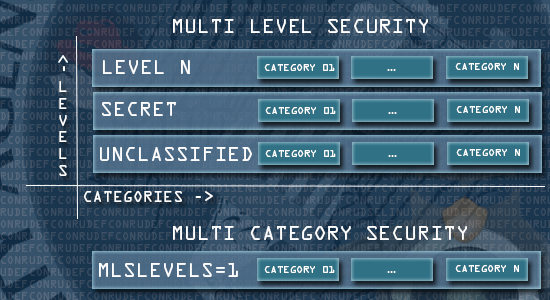 MULTI LEVEL SECURITY
LEVEL N CATEGORY 01 ... CATEGORY N
SECRET CATEGORY 01 ... CATEGORY N
UNCLASSIFIED CATEGORY 01 ... CATEGORY N
LEVELS ->
CATEGORIES ->
MULTI CATEGORY SECURITY
MLSLEVELS=1 CATEGORY 01 ... CATEGORY N